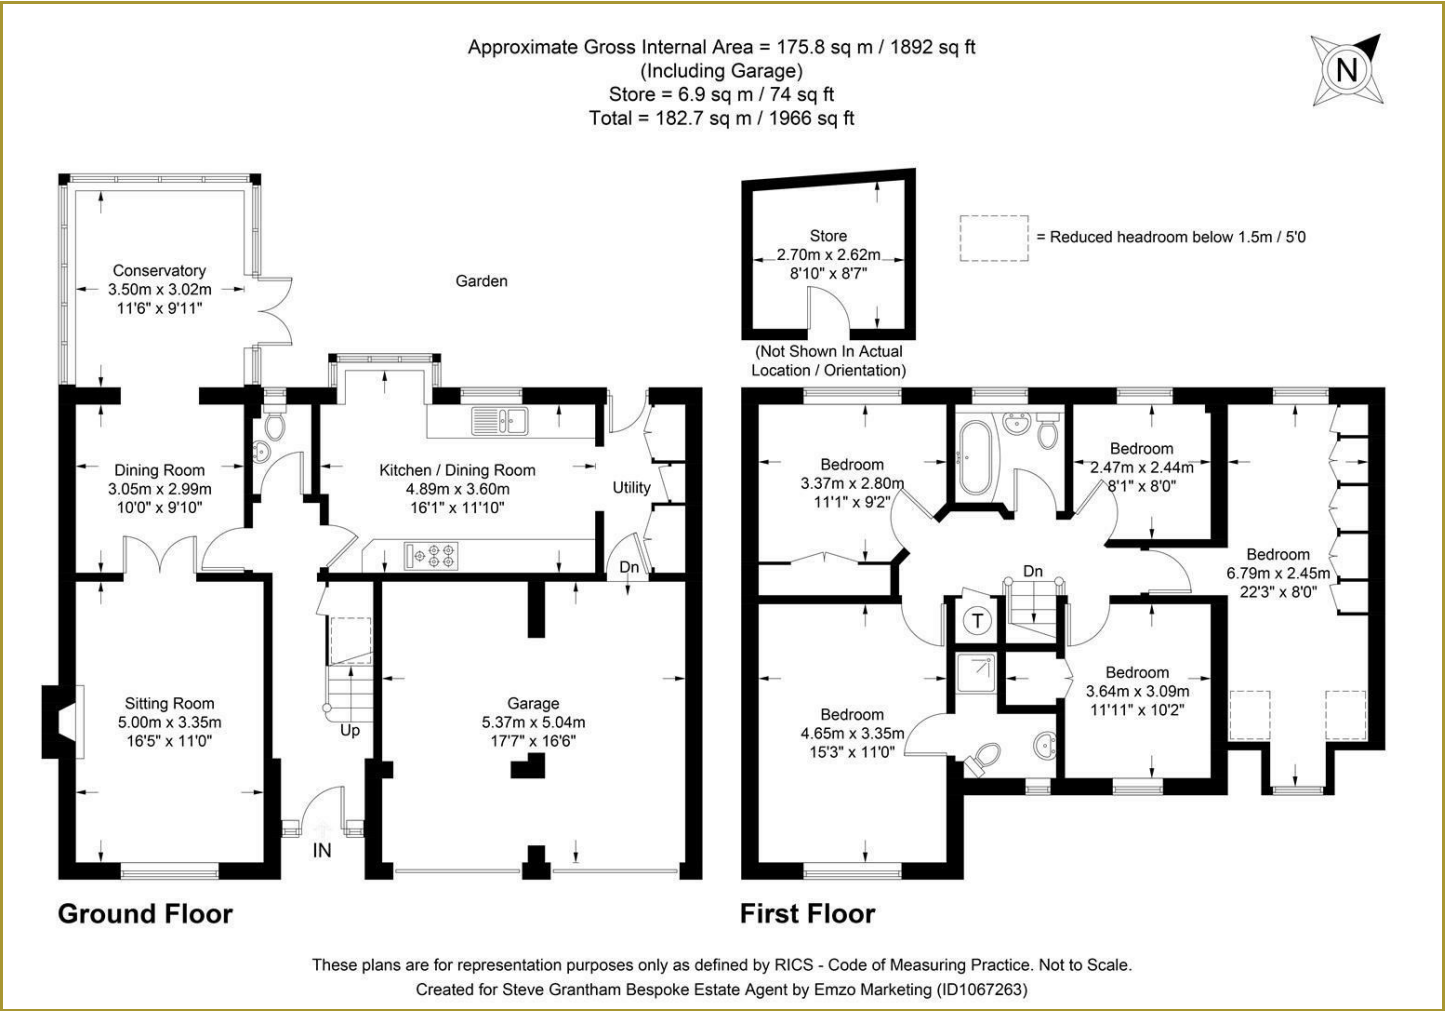 Approximate Gross Internal Area = 175.8 sq m / 1892 sq ft
(Including Garage)
Store = 6.9 sq m / 74 sq ft
Total = 182.7 sq m / 1966 sq ft
N
Store
2.70m x 2.62m
8'10" x 8'7"
(Not Shown In Actual
Location / Orientation)
= Reduced headroom below 1.5m / 5'0
Conservatory
3.50m x 3.02m
11'6" x 9'11"
Garden
Dining Room
3.05m x 2.99m
10'0" x 9'10"
Kitchen / Dining Room
4.89m x 3.60m
16'1" x 11'10"
Utility
Dn
Sitting Room
5.00m x 3.35m
16'5" x 11'0"
Up
Garage
5.37m x 5.04m
17'7" x 16'6"
IN
Ground Floor
Bedroom
3.37m x 2.80m
11'1" x 9'2"
Bedroom
2.47m x 2.44m
8'1" x 8'0"
Bedroom
6.79m x 2.45m
22'3" x 8'0"
Dn
T
Bedroom
4.65m x 3.35m
15'3" x 11'0"
Bedroom
3.64m x 3.09m
11'11" x 10'2"
First Floor
These plans are for representation purposes only as defined by RICS - Code of Measuring Practice. Not to Scale.
Created for Steve Grantham Bespoke Estate Agent by Emzo Marketing (ID1067263)